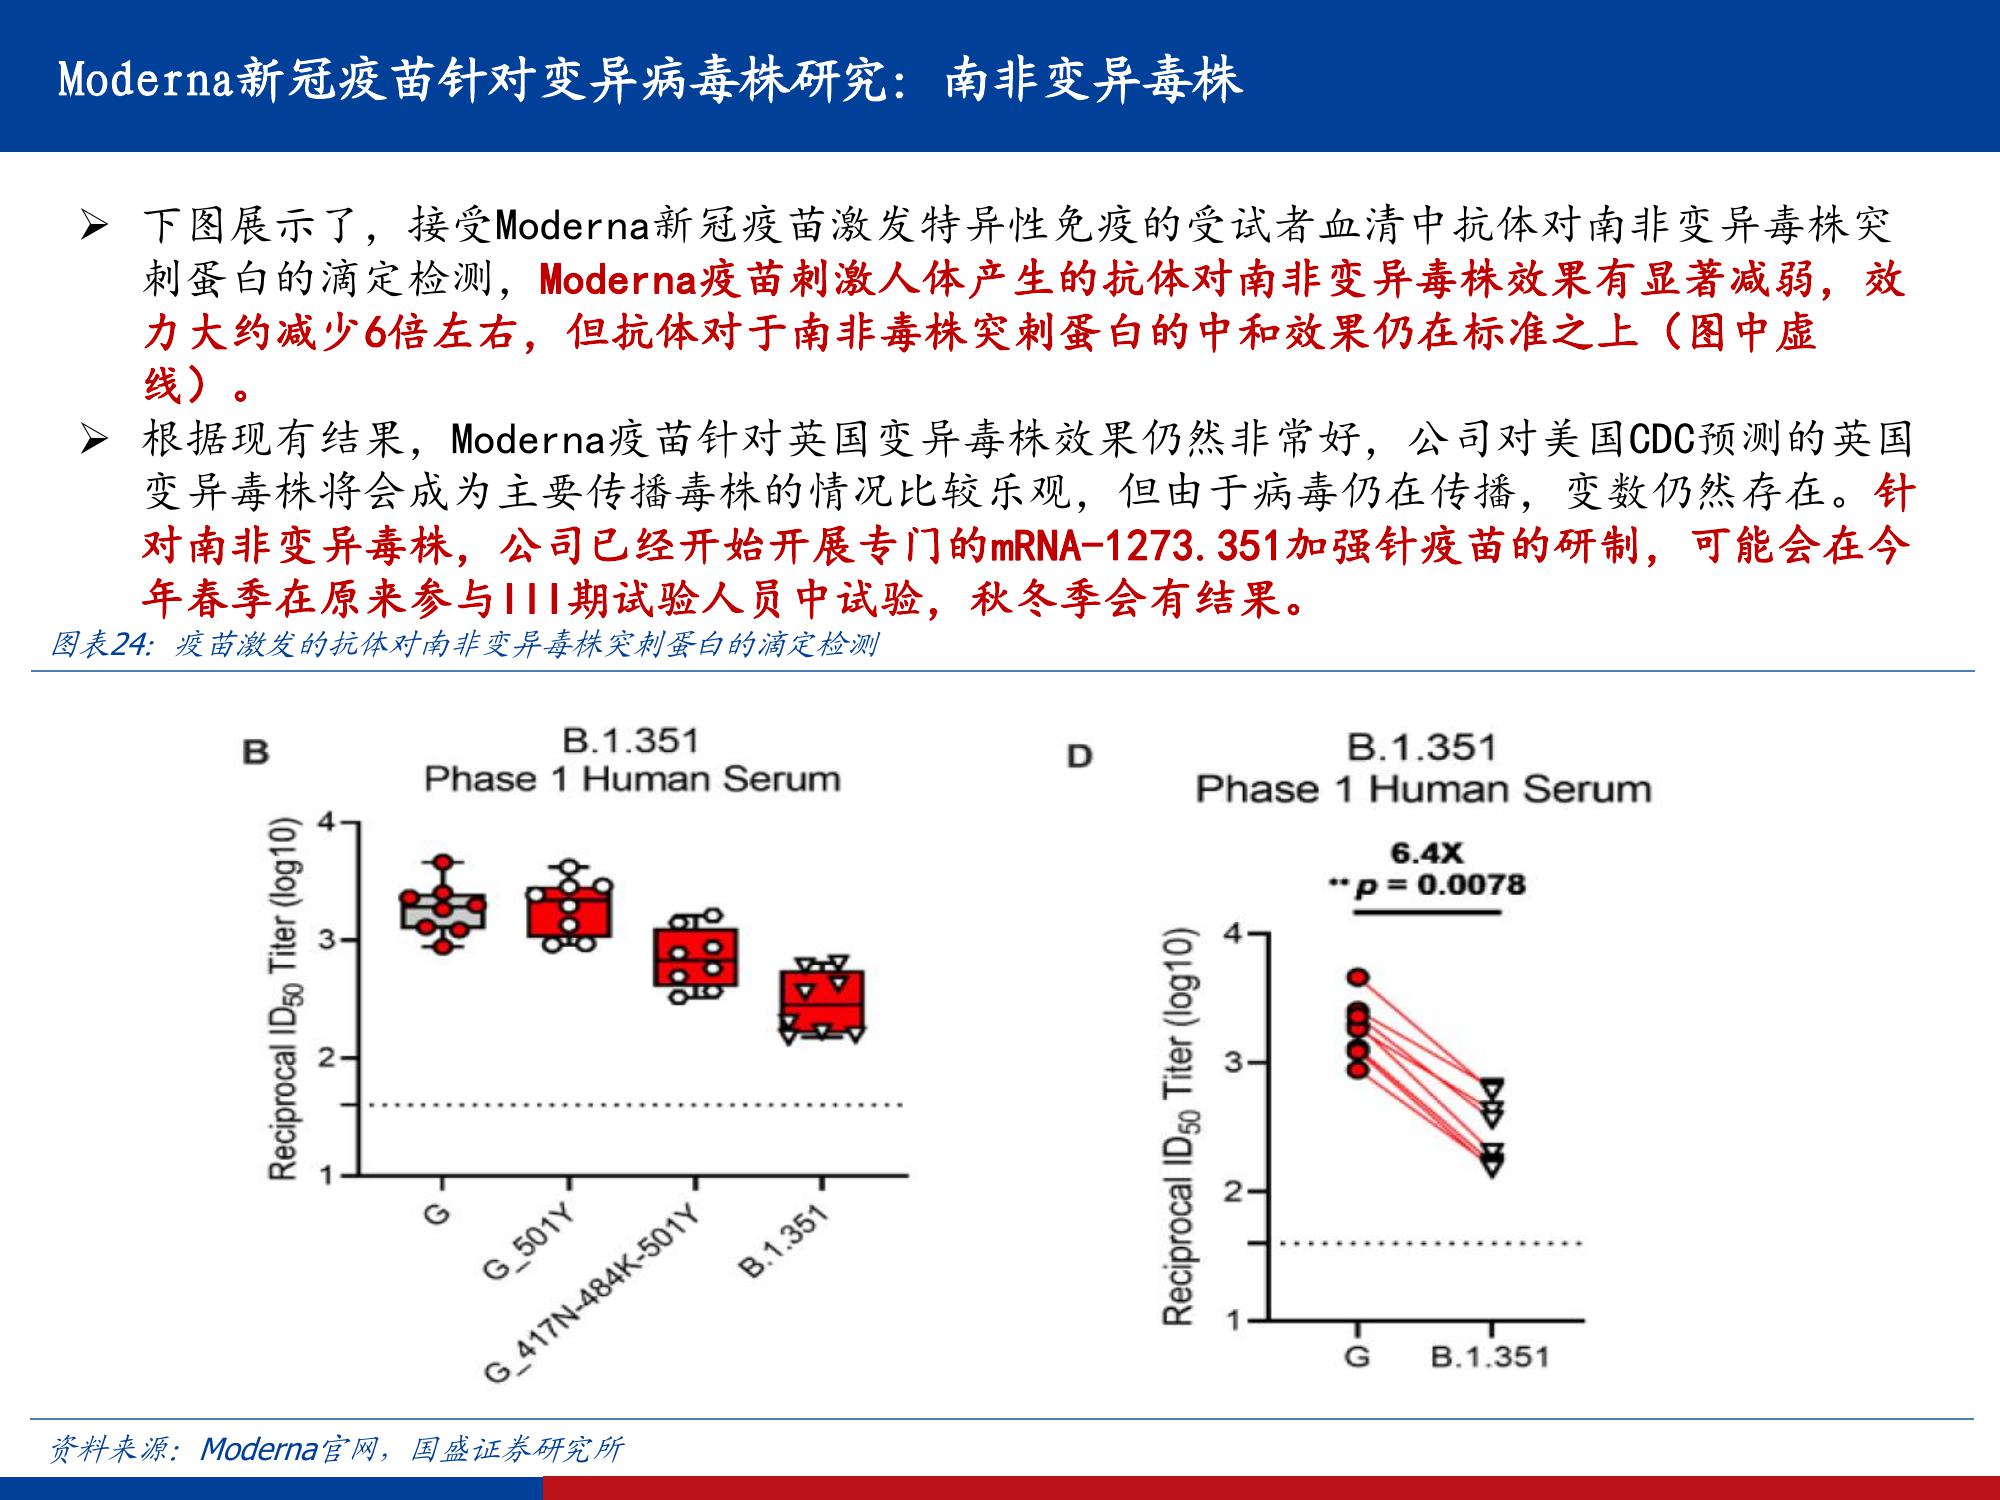 Moderna新冠疫苗针对变异病毒株研究：南非变异毒株
➢ 下图展示了，接受Moderna新冠疫苗激发特异性免疫的受试者血清中抗体对南非变异毒株突
刺蛋白的滴定检测，Moderna疫苗刺激人体产生的抗体对南非变异毒株效果有显著减弱，效
力大约减少6倍左右，但抗体对于南非毒株突刺蛋白的中和效果仍在标准之上（图中虚
线）。
➢ 根据现有结果，Moderna疫苗针对英国变异毒株效果仍然非常好，公司对美国CDC预测的英国
变异毒株将会成为主要传播毒株的情况比较乐观，但由于病毒仍在传播，变数仍然存在。针
对南非变异毒株，公司已经开始开展专门的mRNA-1273.351加强针疫苗的研制，可能会在今
年春季在原来参与III期试验人员中试验，秋冬季会有结果。
图表24：疫苗激发的抗体对南非变异毒株突刺蛋白的滴定检测
B
B.1.351
Phase 1 Human Serum
Reciprocal ID50 Titer (log10)
4
3
2
1
G
G_501Y
G_417N-484K-501Y
B.1.351
D
B.1.351
Phase 1 Human Serum
6.4X
** p = 0.0078
Reciprocal ID50 Titer (log10)
4
3
2
1
G
B.1.351
资料来源：Moderna官网，国盛证券研究所